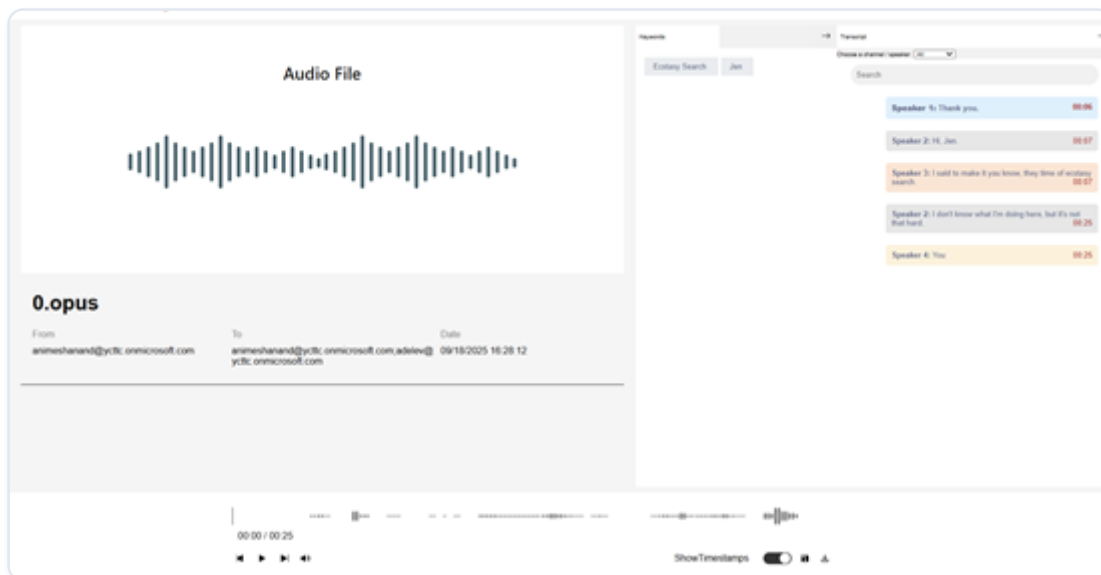 Audio File
0.opus
From
To
Date
animeshanand@ycttc.onmicrosoft.com
animeshanand@ycttc.onmicrosoft.com,adelev@
ycttc.onmicrosoft.com
09/18/2025 16:28:12
Keywords
Ecstasy Search
Jen
Transcript
Choose a channel / speaker
All
Search
Speaker 1: Thank you.
00:06
Speaker 2: Hi, Jen.
00:07
Speaker 3: I said to make it you know, they time of ecstasy
search.
00:07
Speaker 2: I don't know what I'm doing here, but it's not
that hard.
00:25
Speaker 4: You
00:25
00:00 / 00:25
ShowTimestamps